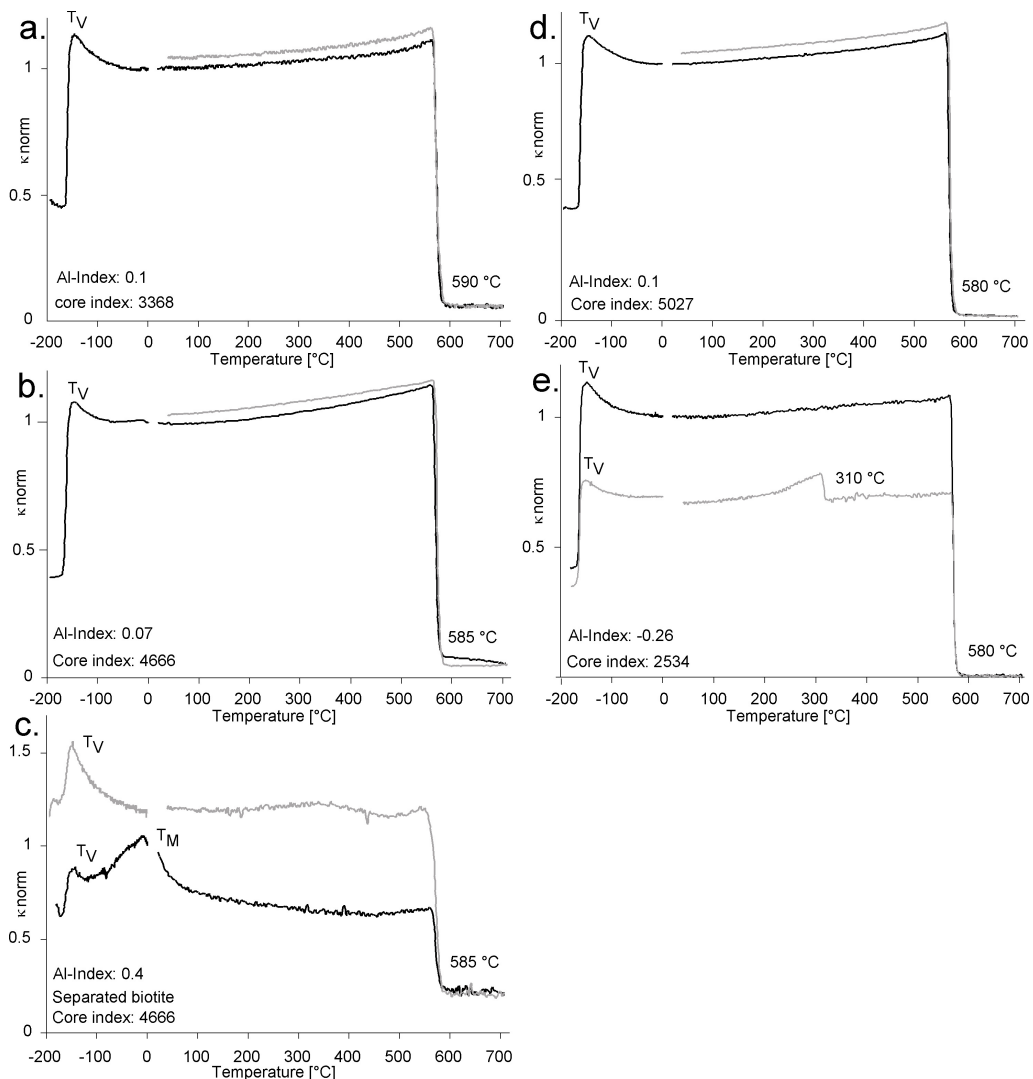 a.
TV
1
κnorm
0.5
Al-Index: 0.1
core index: 3368
590 °C
0
-200 -100 0 100 200 300 400 500 600 700
Temperature [°C]
d.
TV
1
κnorm
0.5
Al-Index: 0.1
Core index: 5027
580 °C
0
-200 -100 0 100 200 300 400 500 600 700
Temperature [°C]
b.
TV
1
κnorm
0.5
Al-Index: 0.07
Core index: 4666
585 °C
0
-200 -100 0 100 200 300 400 500 600 700
Temperature [°C]
e.
TV
1
TV
310 °C
κnorm
0.5
Al-Index: -0.26
Core index: 2534
580 °C
0
-200 -100 0 100 200 300 400 500 600 700
Temperature [°C]
c.
1.5
TV
1
TV
TM
κnorm
0.5
Al-Index: 0.4
Separated biotite
Core index: 4666
585 °C
0
-200 -100 0 100 200 300 400 500 600 700
Temperature [°C]